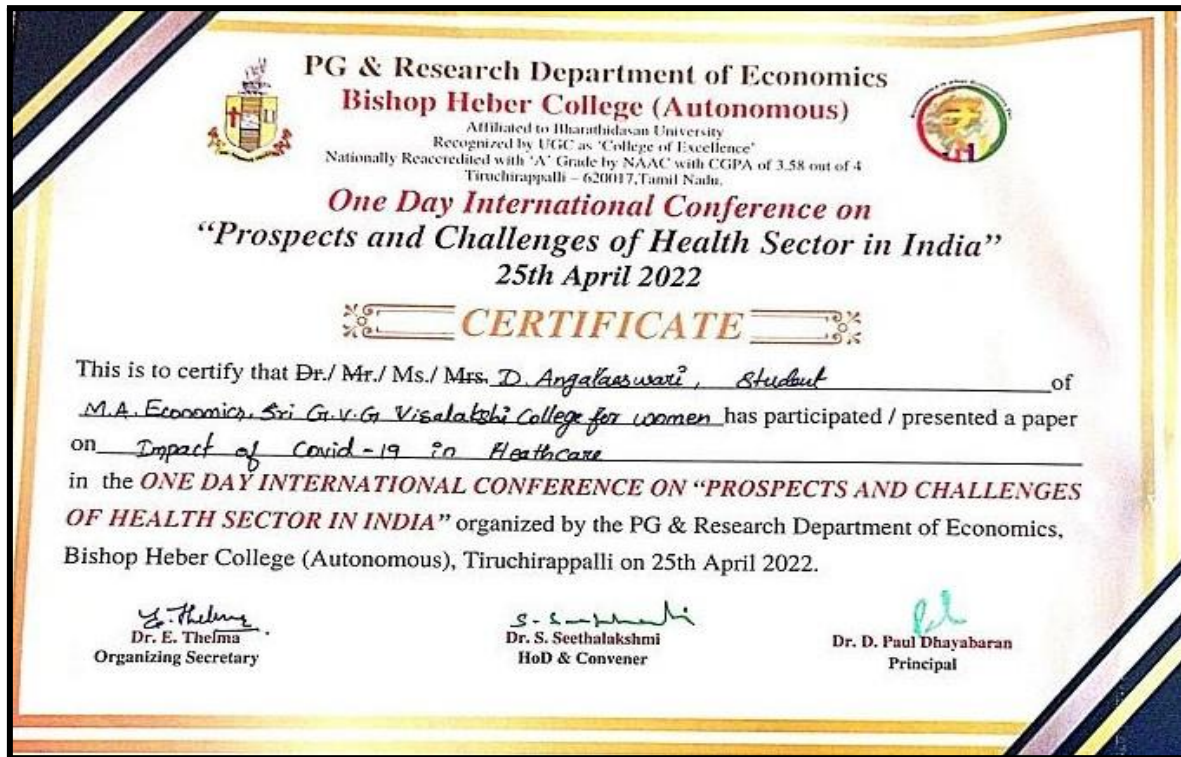 PG & Research Department of Economics
Bishop Heber College (Autonomous)
Affiliated to Bharathidasan University
Recognized by UGC as 'College of Excellence'
Nationally Reaccredited with 'A' Grade by NAAC with CGPA of 3.58 out of 4
Tiruchirappalli – 620017,Tamil Nadu.
One Day International Conference on
“Prospects and Challenges of Health Sector in India”
25th April 2022
CERTIFICATE
This is to certify that Dr./ Mr./ Ms./ Mrs. D. Angalaeswari, Student of
M.A. Economics, Sri G.V.G Visalakshi College for women has participated / presented a paper
on Impact of Covid-19 in Heathcare
in the ONE DAY INTERNATIONAL CONFERENCE ON “PROSPECTS AND CHALLENGES
OF HEALTH SECTOR IN INDIA” organized by the PG & Research Department of Economics,
Bishop Heber College (Autonomous), Tiruchirappalli on 25th April 2022.
E. Thelma
Dr. E. Thelma
Organizing Secretary
Dr. S. Seethalakshmi
HoD & Convener
Dr. D. Paul Dhayabaran
Principal